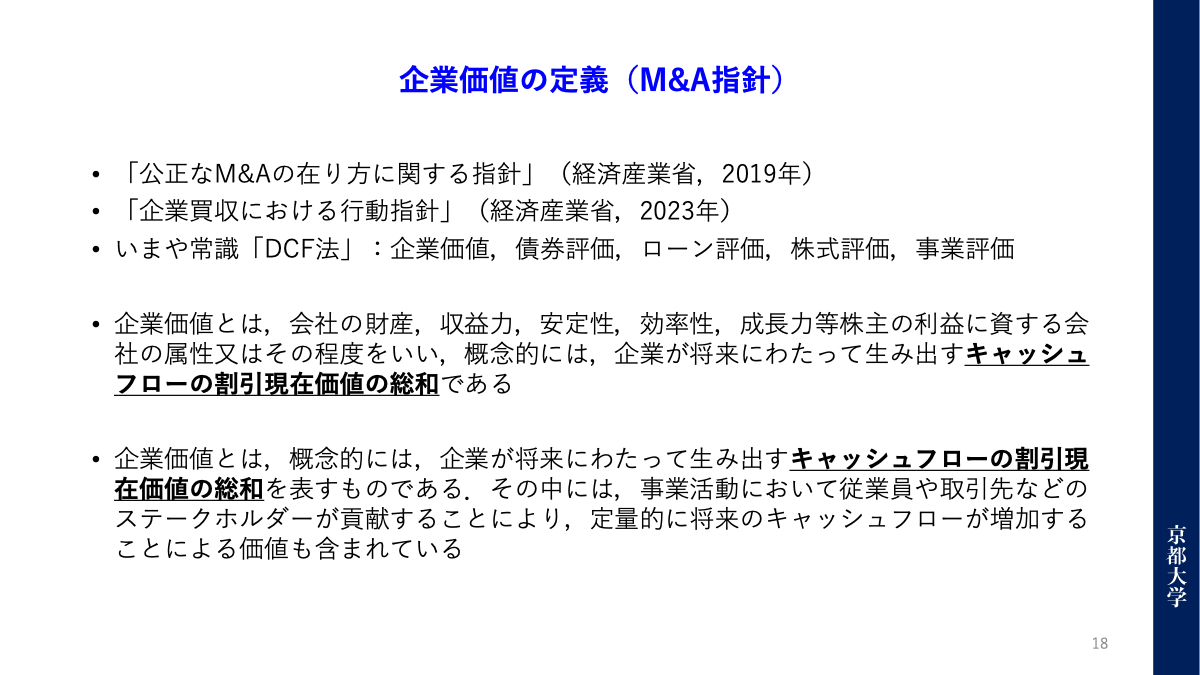 企業価値の定義（M&A指針）
• 「公正なM&Aの在り方に関する指針」（経済産業省，2019年）
• 「企業買収における行動指針」（経済産業省，2023年）
• いまや常識「DCF法」：企業価値，債券評価，ローン評価，株式評価，事業評価
• 企業価値とは，会社の財産，収益力，安定性，効率性，成長力等株主の利益に資する会
社の属性又はその程度をいい，概念的には，企業が将来にわたって生み出すキャッシュ
フローの割引現在価値の総和である
• 企業価値とは，概念的には，企業が将来にわたって生み出すキャッシュフローの割引現
在価値の総和を表すものである．その中には，事業活動において従業員や取引先などの
ステークホルダーが貢献することにより，定量的に将来のキャッシュフローが増加する
ことによる価値も含まれている
京都大学
18